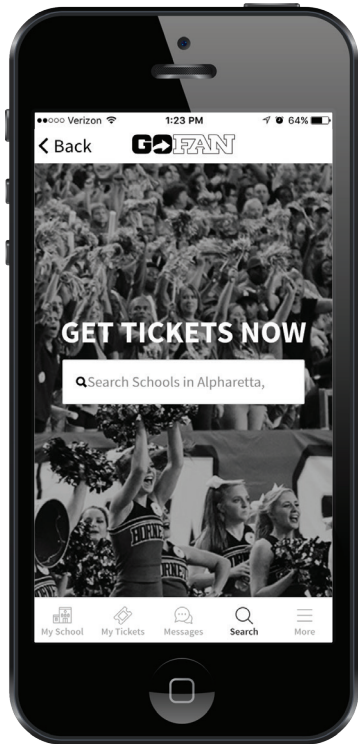 Verizon 1:23 PM 64%
Back GOFAN
GET TICKETS NOW
Search Schools in Alpharetta,
HORNETS
My School My Tickets Messages Search More